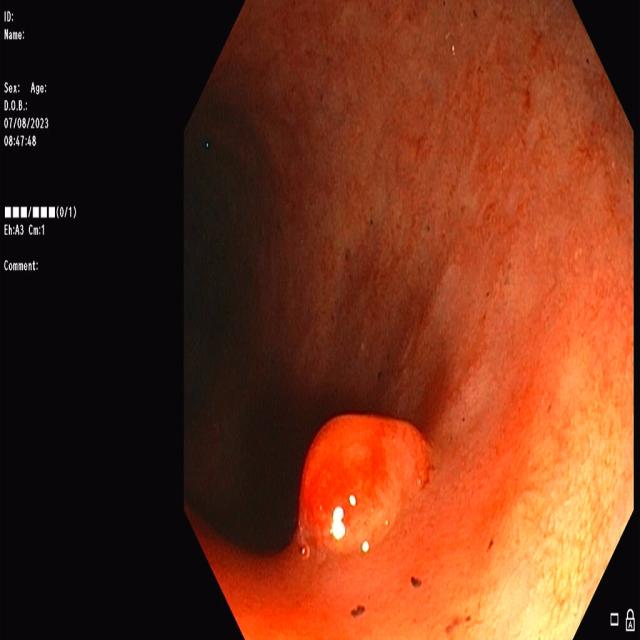 ID:
Name:
Sex: Age:
D.O.B.:
07/08/2023
08:47:48
■■■/■■■(0/1)
Eh:A3 Cm:1
Comment: